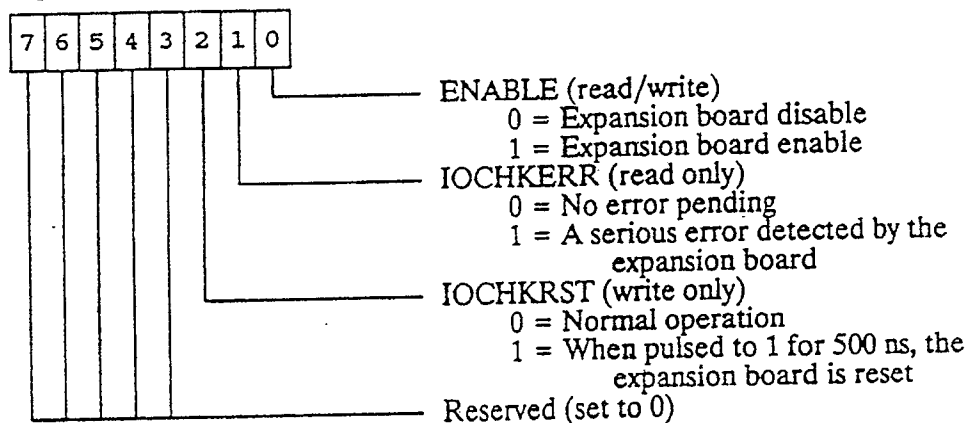 7 6 5 4 3 2 1 0
ENABLE (read/write)
0 = Expansion board disable
1 = Expansion board enable
IOCHKERR (read only)
0 = No error pending
1 = A serious error detected by the
expansion board
IOCHKRST (write only)
0 = Normal operation
1 = When pulsed to 1 for 500 ns, the
expansion board is reset
Reserved (set to 0)